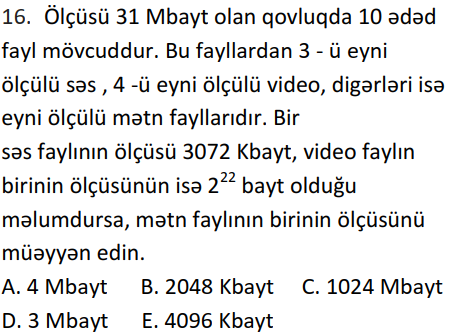 16. Ölçüsü 31 Mbayt olan qovluqda 10 ədəd
fayl mövcuddur. Bu fayllardan 3 - ü eyni
ölçülü səs , 4 -ü eyni ölçülü video, digərləri isə
eyni ölçülü mətn fayllarıdır. Bir
səs faylının ölçüsü 3072 Kbayt, video faylın
birinin ölçüsünün isə 2²² bayt olduğu
məlumdursa, mətn faylının birinin ölçüsünü
müəyyən edin.
A. 4 Mbayt B. 2048 Kbayt C. 1024 Mbayt
D. 3 Mbayt E. 4096 Kbayt